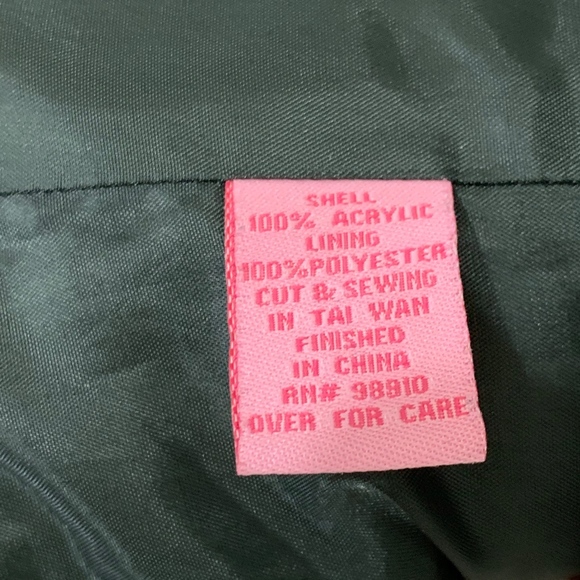 SHELL
100% ACRYLIC
LINING
100%POLYESTER
CUT & SEWING
IN TAI WAN
FINISHED
IN CHINA
RN# 98910
OVER FOR CARE